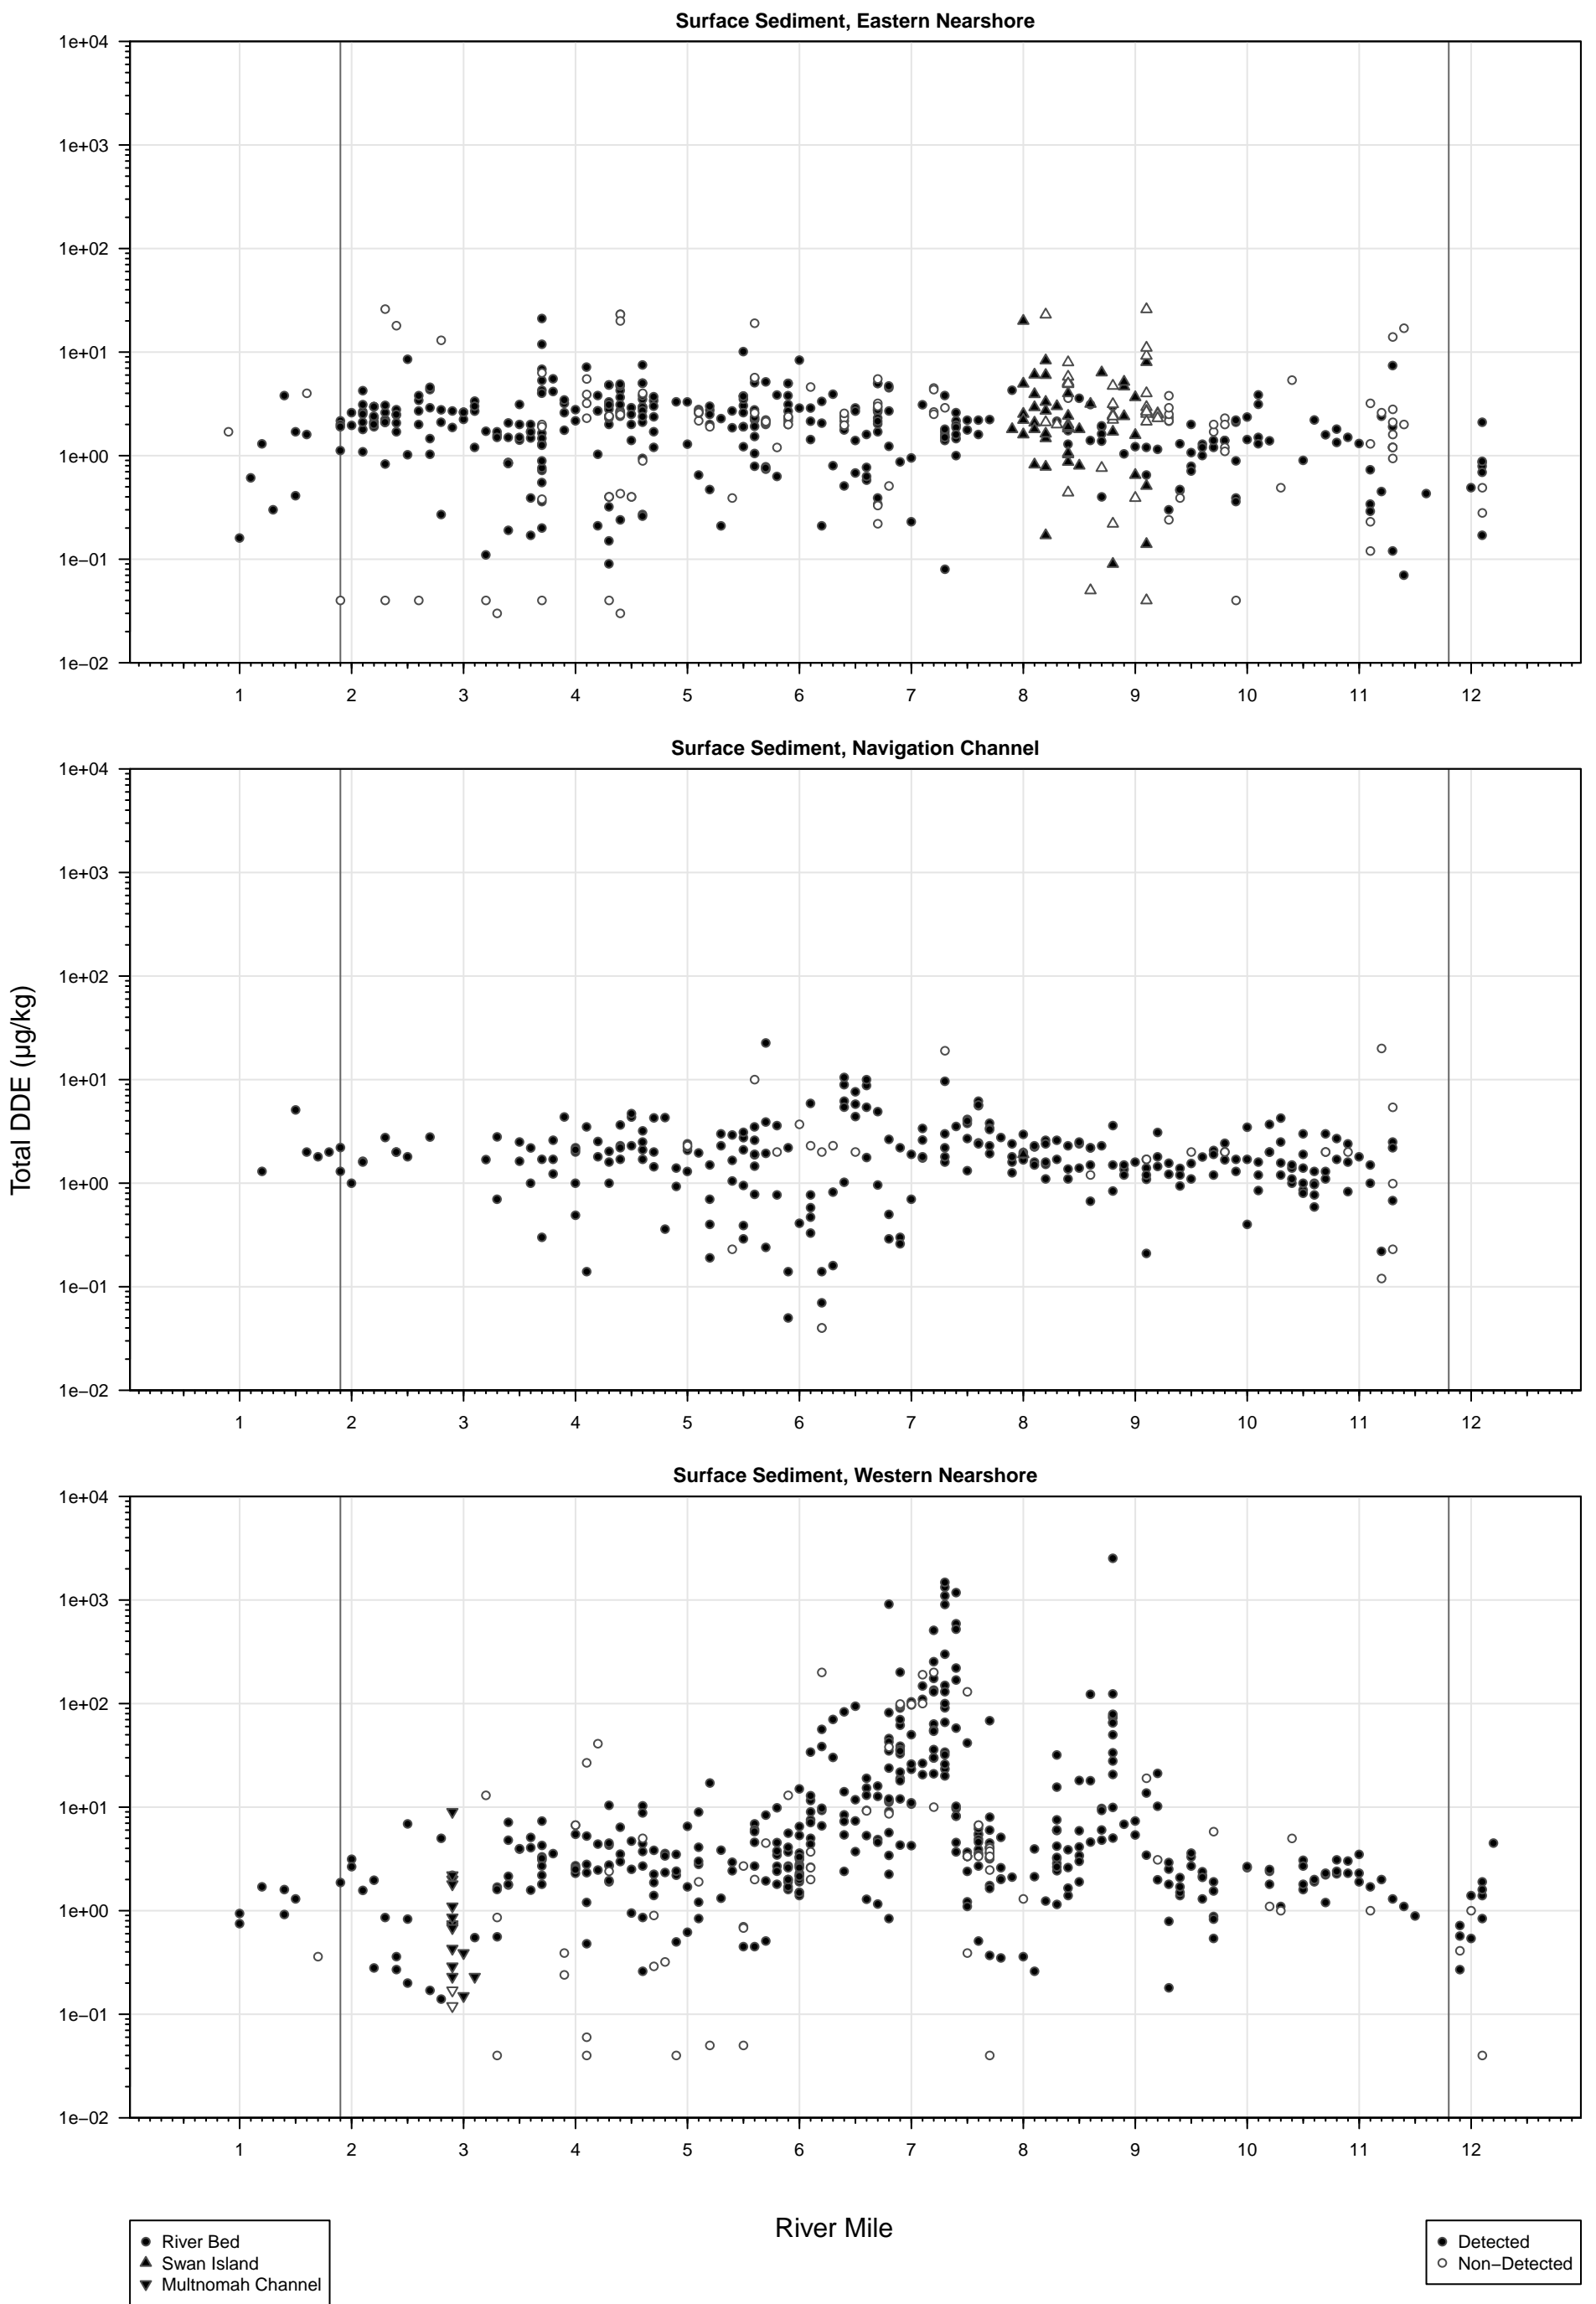 Surface Sediment, Eastern Nearshore
1e+04
1e+03
1e+02
1e+01
1e+00
1e−01
1e−02
1 2 3 4 5 6 7 8 9 10 11 12
Surface Sediment, Navigation Channel
1e+04
1e+03
1e+02
1e+01
1e+00
1e−01
1e−02
1 2 3 4 5 6 7 8 9 10 11 12
Total DDE (µg/kg)
Surface Sediment, Western Nearshore
1e+04
1e+03
1e+02
1e+01
1e+00
1e−01
1e−02
1 2 3 4 5 6 7 8 9 10 11 12
River Mile
River Bed
Swan Island
Multnomah Channel
Detected
Non−Detected